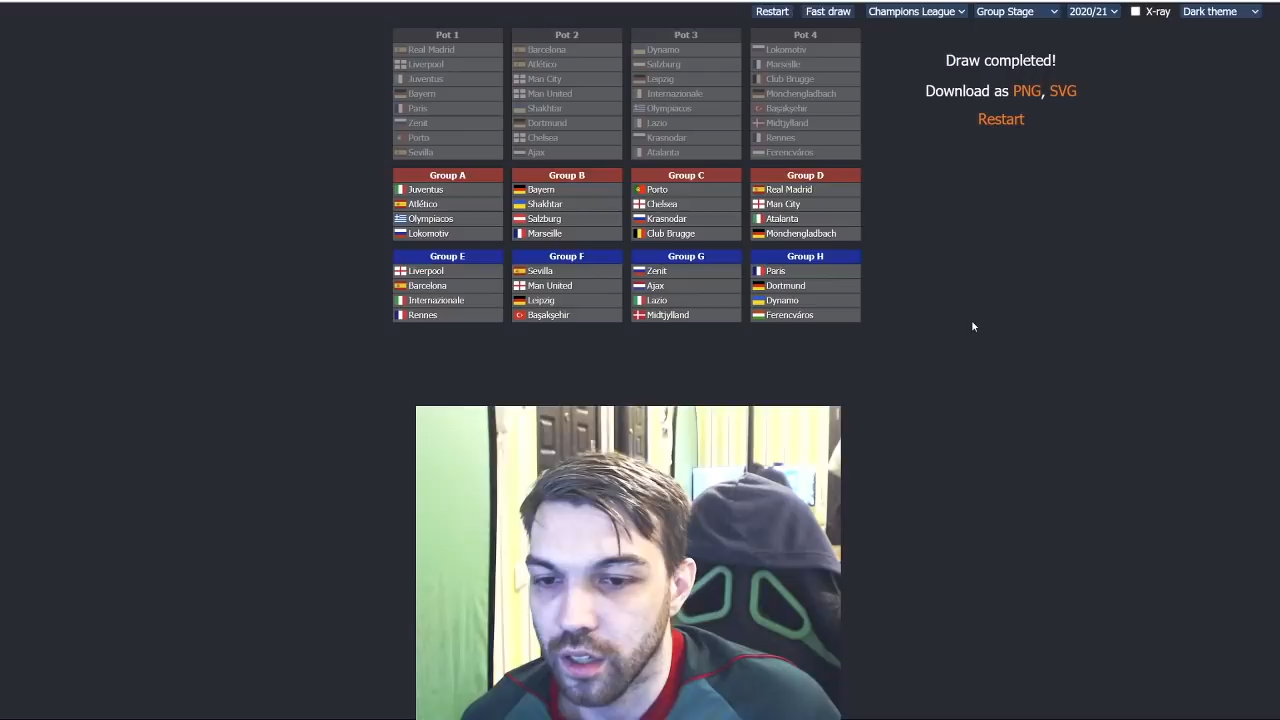 Restart Fast draw Champions League Group Stage 2020/21 X-ray Dark theme
Pot 1 Pot 2 Pot 3 Pot 4
Real Madrid Barcelona Dynamo Lokomotiv
Liverpool Atlético Salzburg Marseille
Juventus Man City Leipzig Club Brugge
Bayern Man United Internazionale Mönchengladbach
Paris Shakhtar Olympiacos Başakşehir
Zenit Dortmund Lazio Midtjylland
Porto Chelsea Krasnodar Rennes
Sevilla Ajax Atalanta Ferencváros
Group A Group B Group C Group D
Juventus Bayern Porto Real Madrid
Atlético Shakhtar Chelsea Man City
Olympiacos Salzburg Krasnodar Atalanta
Lokomotiv Marseille Club Brugge Mönchengladbach
Group E Group F Group G Group H
Liverpool Sevilla Zenit Paris
Barcelona Man United Ajax Dortmund
Internazionale Leipzig Lazio Dynamo
Rennes Başakşehir Midtjylland Ferencváros
Draw completed!
Download as PNG, SVG
Restart